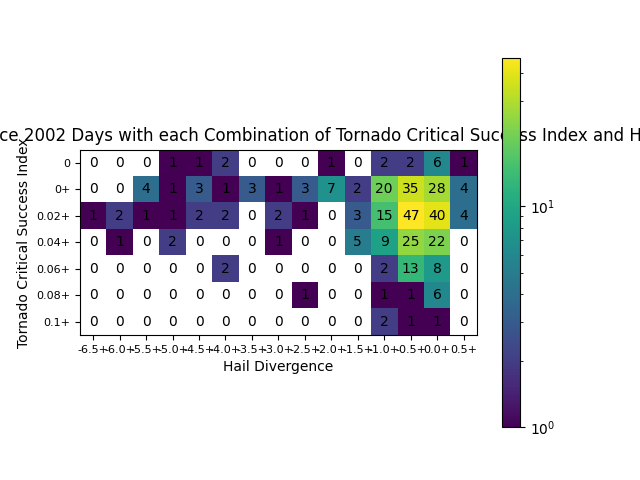 ce 2002 Days with each Combination of Tornado Critical Success Index and H
Tornado Critical Success Index
0 0 0 0 1 1 2 0 0 0 1 0 2 2 6 1
0+ 0 0 4 1 3 1 3 1 3 7 2 20 35 28 4
0.02+ 1 2 1 1 2 2 0 2 1 0 3 15 47 40 4
0.04+ 0 1 0 2 0 0 0 1 0 0 5 9 25 22 0
0.06+ 0 0 0 0 0 2 0 0 0 0 0 2 13 8 0
0.08+ 0 0 0 0 0 0 0 0 1 0 0 1 1 6 0
0.1+ 0 0 0 0 0 0 0 0 0 0 0 2 1 1 0
-6.5+ -6.0+ -5.5+ -5.0+ -4.5+ -4.0+ -3.5+ -3.0+ -2.5+ -2.0+ -1.5+ -1.0+ -0.5+ 0.0+ 0.5+
Hail Divergence
10¹
10⁰